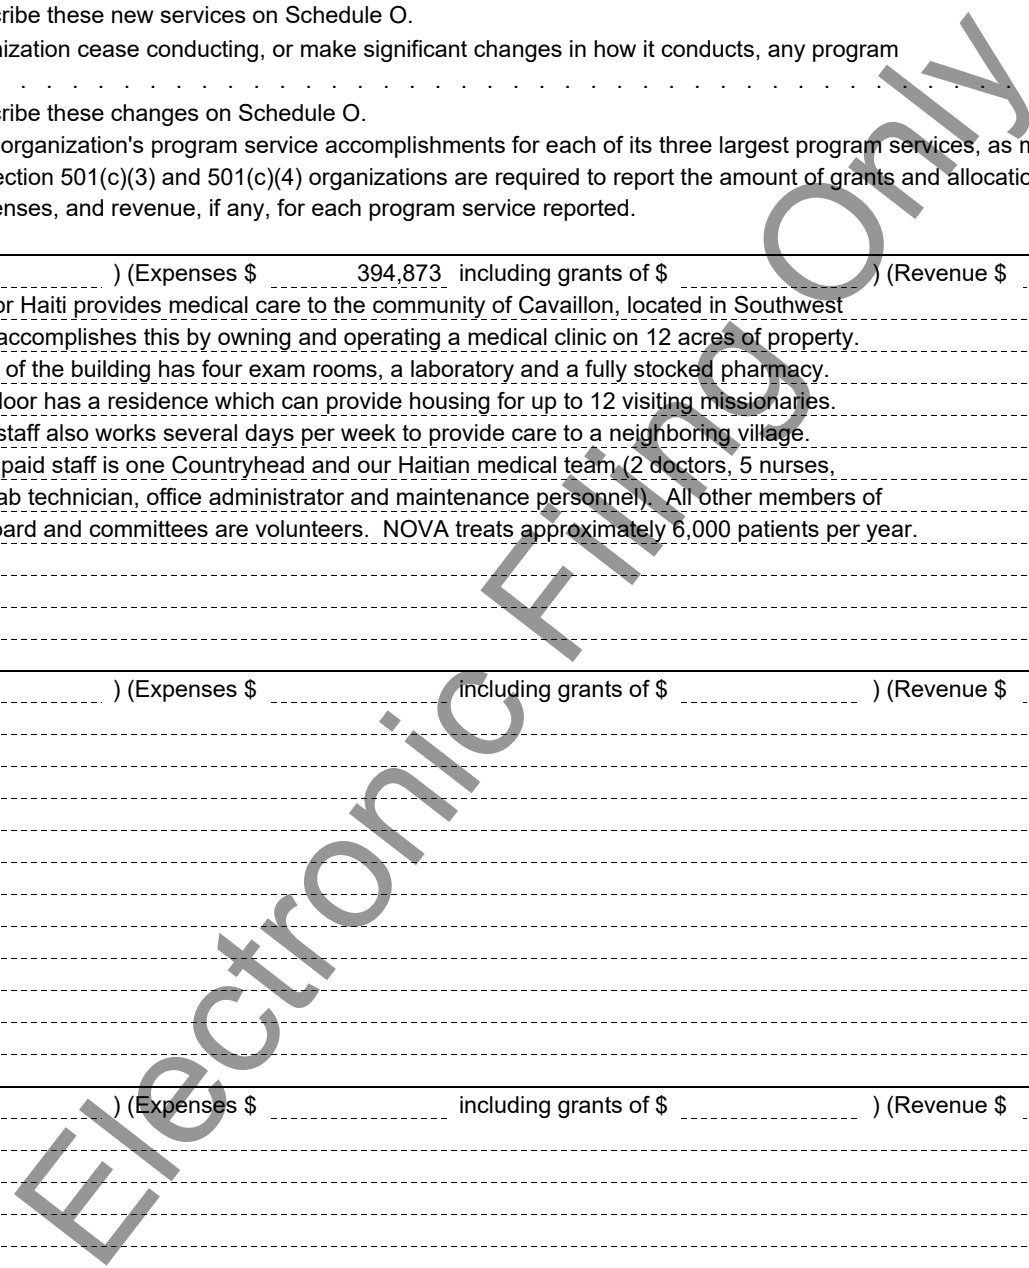 cribe these new services on Schedule O.
nization cease conducting, or make significant changes in how it conducts, any program
. . . . . . . . . . . . . . . . . . . . . . . . . . . . . . . . . . . . . . .
cribe these changes on Schedule O.
organization's program service accomplishments for each of its three largest program services, as m
ection 501(c)(3) and 501(c)(4) organizations are required to report the amount of grants and allocatio
enses, and revenue, if any, for each program service reported.
) (Expenses $ 394,873 including grants of $ ) (Revenue $
or Haiti provides medical care to the community of Cavaillon, located in Southwest
accomplishes this by owning and operating a medical clinic on 12 acres of property.
of the building has four exam rooms, a laboratory and a fully stocked pharmacy.
loor has a residence which can provide housing for up to 12 visiting missionaries.
staff also works several days per week to provide care to a neighboring village.
paid staff is one Countryhead and our Haitian medical team (2 doctors, 5 nurses,
ab technician, office administrator and maintenance personnel). All other members of
oard and committees are volunteers. NOVA treats approximately 6,000 patients per year.
) (Expenses $ including grants of $ ) (Revenue $
) (Expenses $ including grants of $ ) (Revenue $
Electronic Filing Only